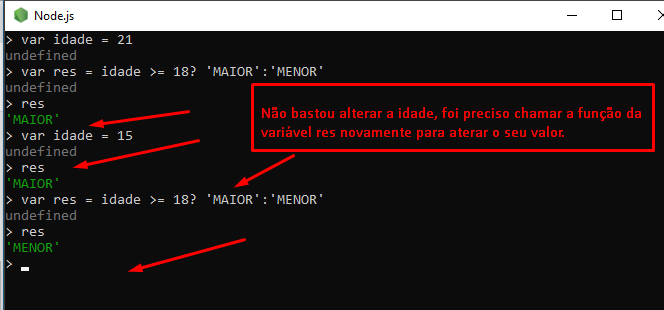 Node.js
> var idade = 21
undefined
> var res = idade >= 18? 'MAIOR':'MENOR'
undefined
> res
'MAIOR'
> var idade = 15
undefined
> res
'MAIOR'
> var res = idade >= 18? 'MAIOR':'MENOR'
undefined
> res
'MENOR'
>
Não bastou alterar a idade, foi preciso chamar a função da
variável res novamente para aterar o seu valor.